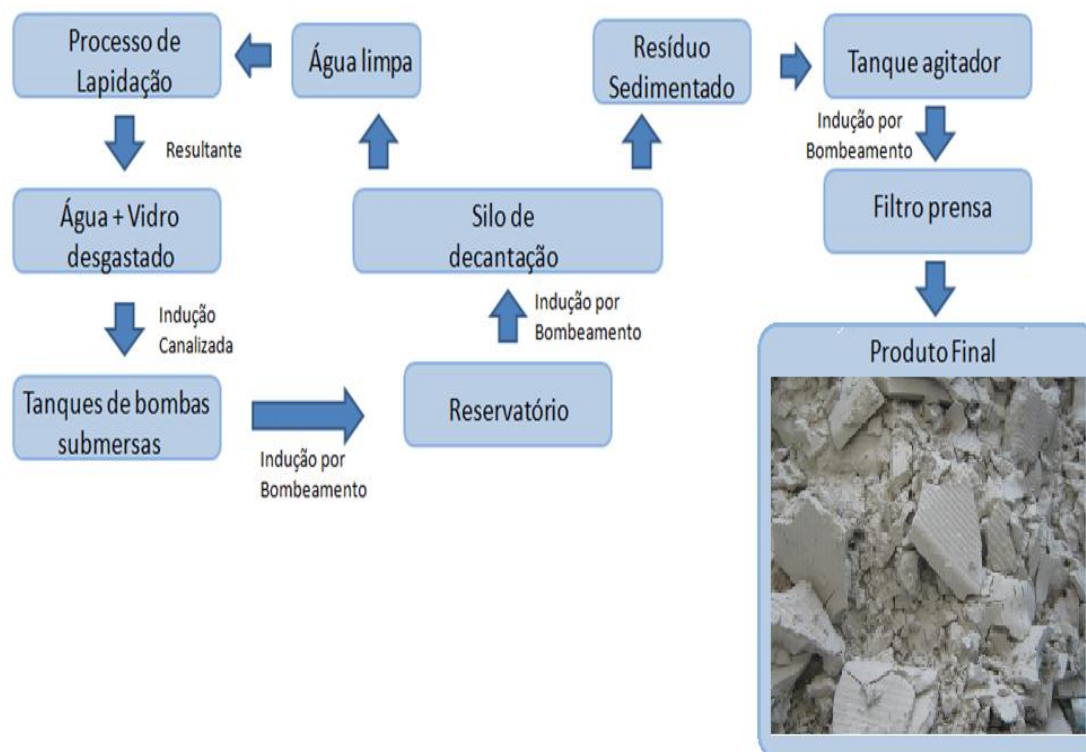 Processo de
Lapidação
Resultante
Água + Vidro
desgastado
Indução
Canalizada
Tanques de bombas
submersas
Indução por
Bombeamento
Reservatório
Indução por
Bombeamento
Silo de
decantação
Água limpa
Resíduo
Sedimentado
Tanque agitador
Indução por
Bombeamento
Filtro prensa
Produto Final